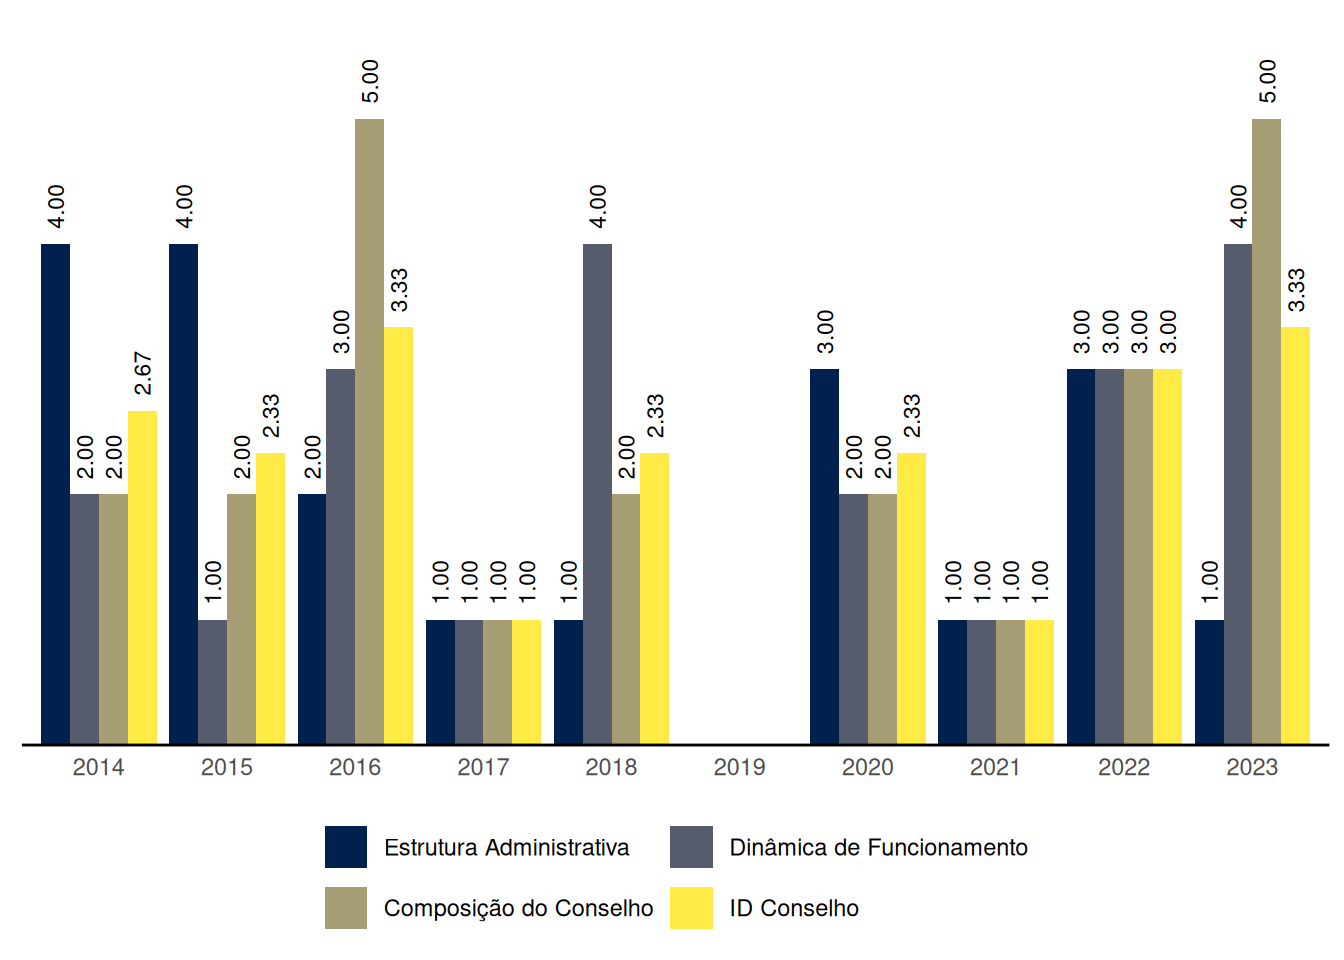 4.00 2.00 2.00 2.67 4.00 1.00 2.00 2.33 2.00 3.00 5.00 3.33 1.00 1.00 1.00 1.00 1.00 4.00 2.00 2.33 3.00 2.00 2.00 2.33 1.00 1.00 1.00 1.00 3.00 3.00 3.00 3.00 1.00 4.00 5.00 3.33
2014 2015 2016 2017 2018 2019 2020 2021 2022 2023
Estrutura Administrativa Dinâmica de Funcionamento
Composição do Conselho ID Conselho